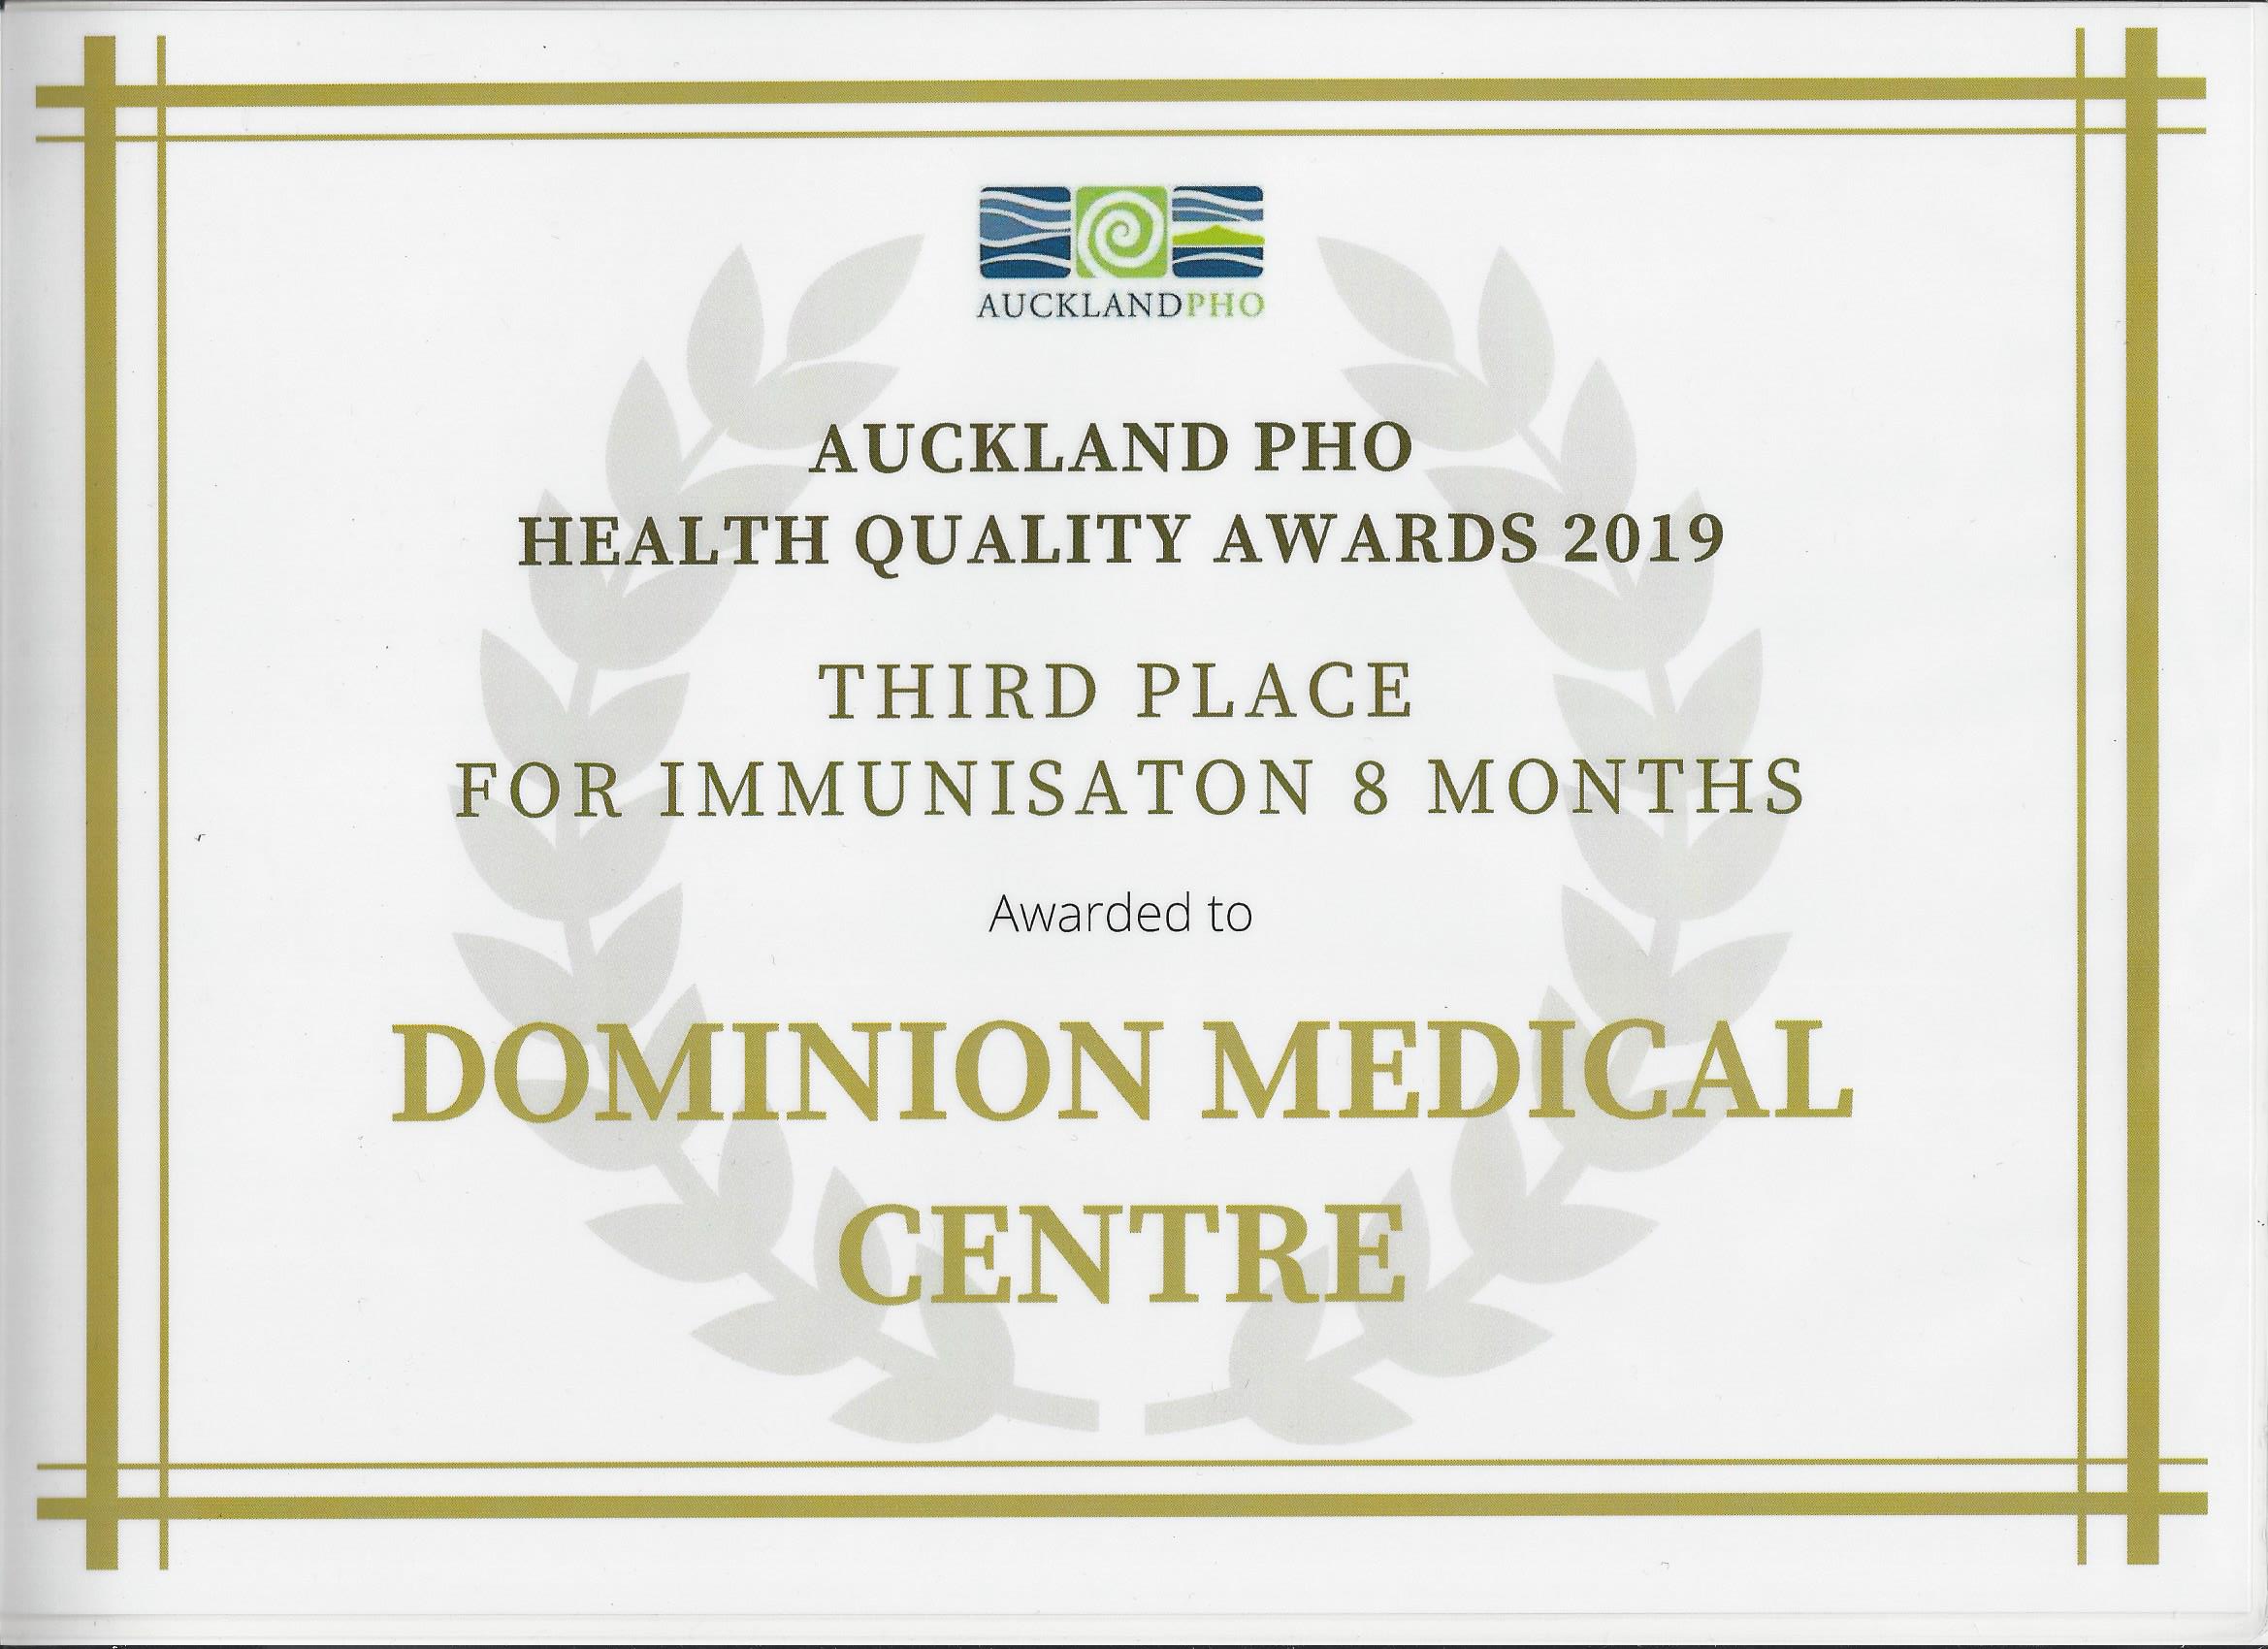 AUCKLANDPHO
AUCKLAND PHO
HEALTH QUALITY AWARDS 2019
THIRD PLACE
FOR IMMUNISATON 8 MONTHS
Awarded to
DOMINION MEDICAL
CENTRE